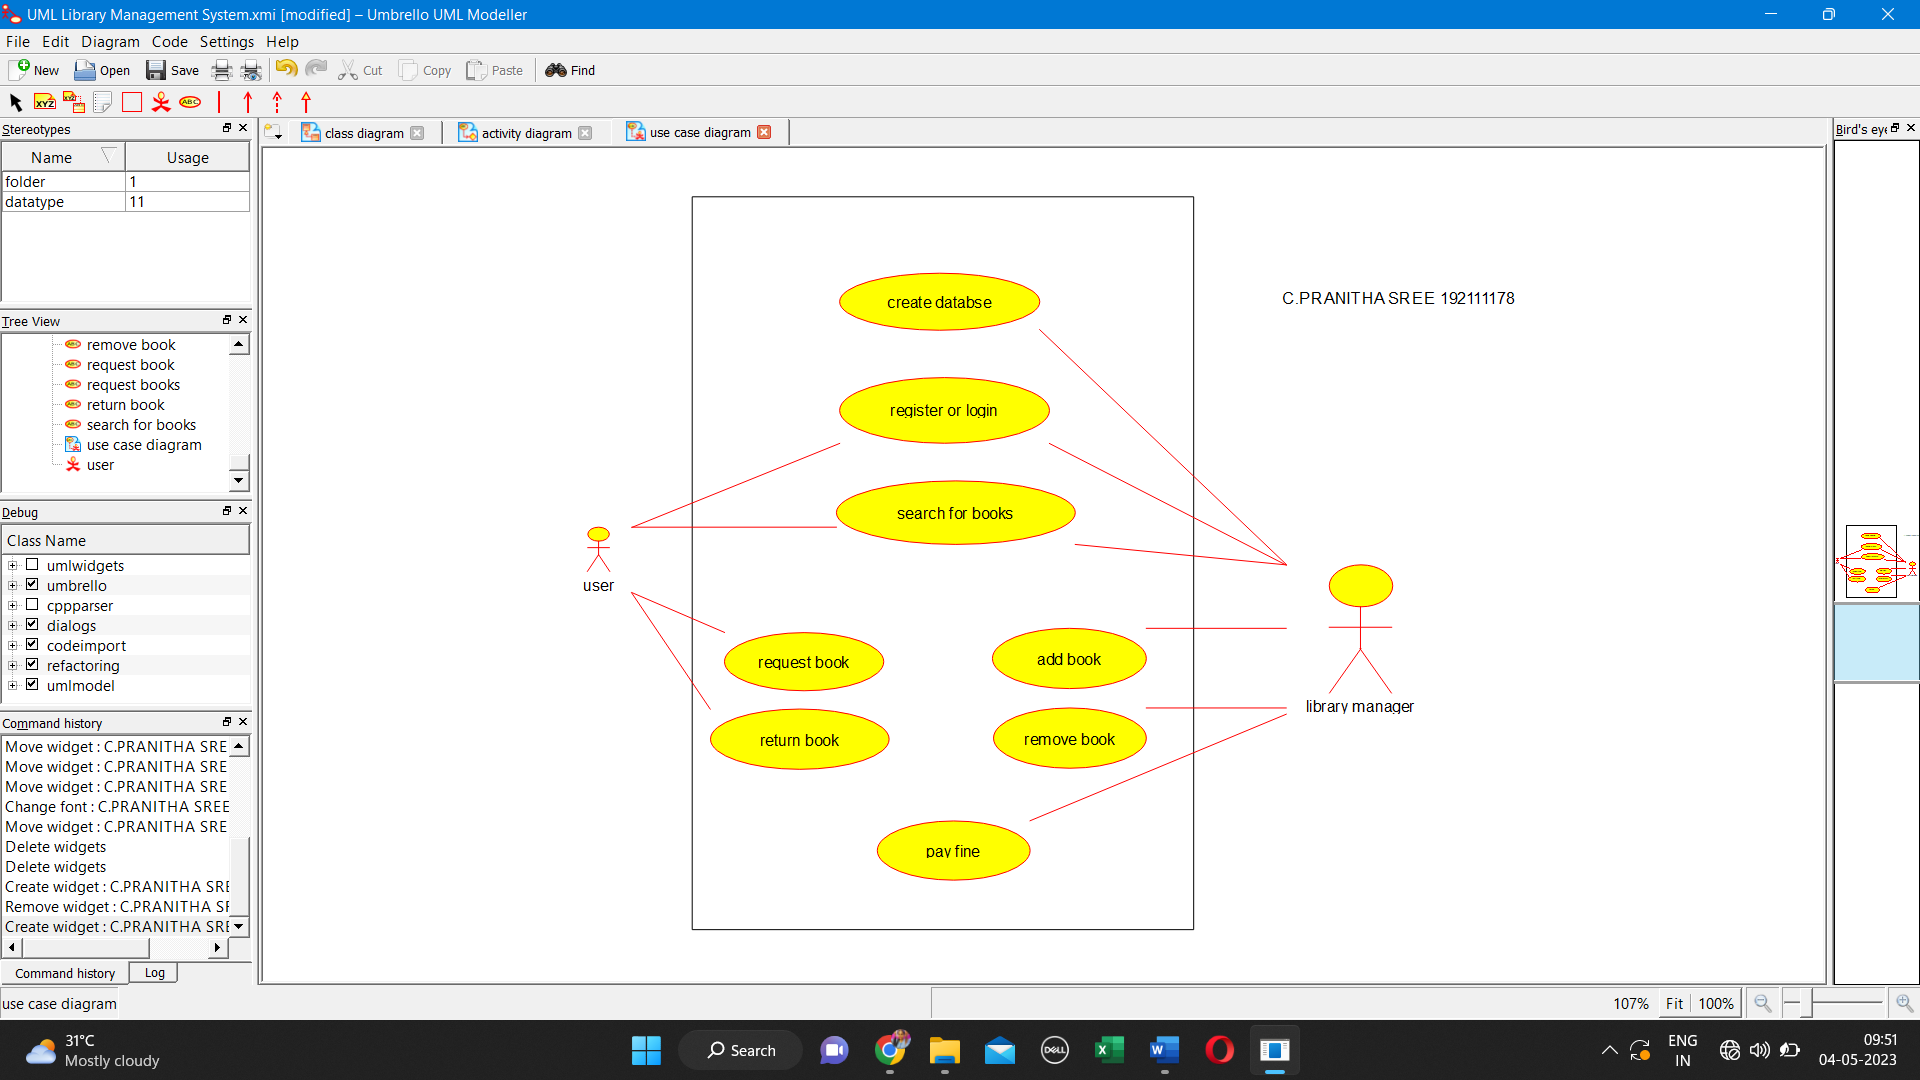 UML Library Management System.xmi [modified] – Umbrello UML Modeller
File Edit Diagram Code Settings Help
New Open Save Cut Copy Paste Find
XYZ XYZ ABC
Stereotypes
Name Usage
folder 1
datatype 11
Tree View
remove book
request book
request books
return book
search for books
use case diagram
user
Debug
Class Name
umlwidgets
umbrello
cppparser
dialogs
codeimport
refactoring
umlmodel
Command history
Move widget : C.PRANITHA SRE
Move widget : C.PRANITHA SRE
Move widget : C.PRANITHA SRE
Change font : C.PRANITHA SREE
Move widget : C.PRANITHA SRE
Delete widgets
Delete widgets
Create widget : C.PRANITHA SRE
Remove widget : C.PRANITHA SF
Create widget : C.PRANITHA SRE
Command history Log
use case diagram
class diagram activity diagram use case diagram
create databse
C.PRANITHA SREE 192111178
register or login
search for books
user
request book
add book
library manager
return book
remove book
pay fine
Bird's eye
107% Fit 100%
31°C
Mostly cloudy
Search
DELL
ENG
IN
09:51
04-05-2023